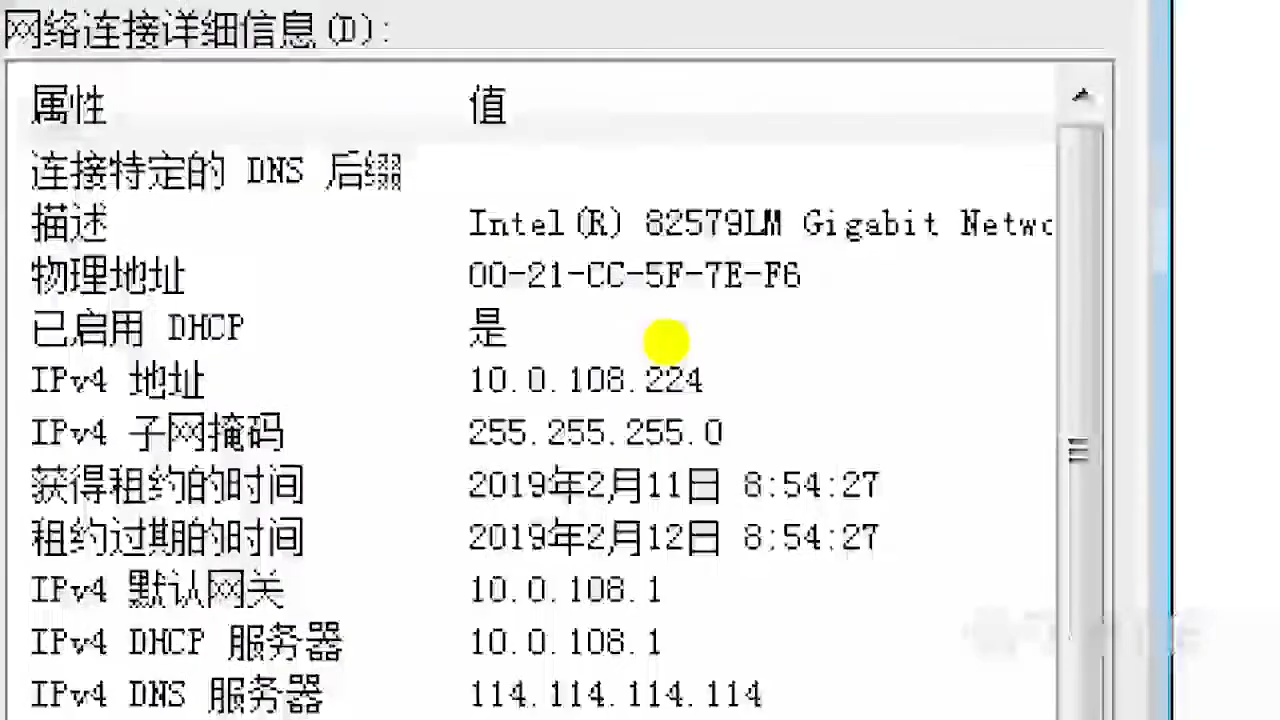 网络连接详细信息(D):
属性 值
连接特定的 DNS 后缀
描述 Intel(R) 82579LM Gigabit Netwo
物理地址 00-21-CC-5F-7E-F6
已启用 DHCP 是
IPv4 地址 10.0.108.224
IPv4 子网掩码 255.255.255.0
获得租约的时间 2019年2月11日 8:54:27
租约过期的时间 2019年2月12日 8:54:27
IPv4 默认网关 10.0.108.1
IPv4 DHCP 服务器 10.0.108.1
IPv4 DNS 服务器 114.114.114.114